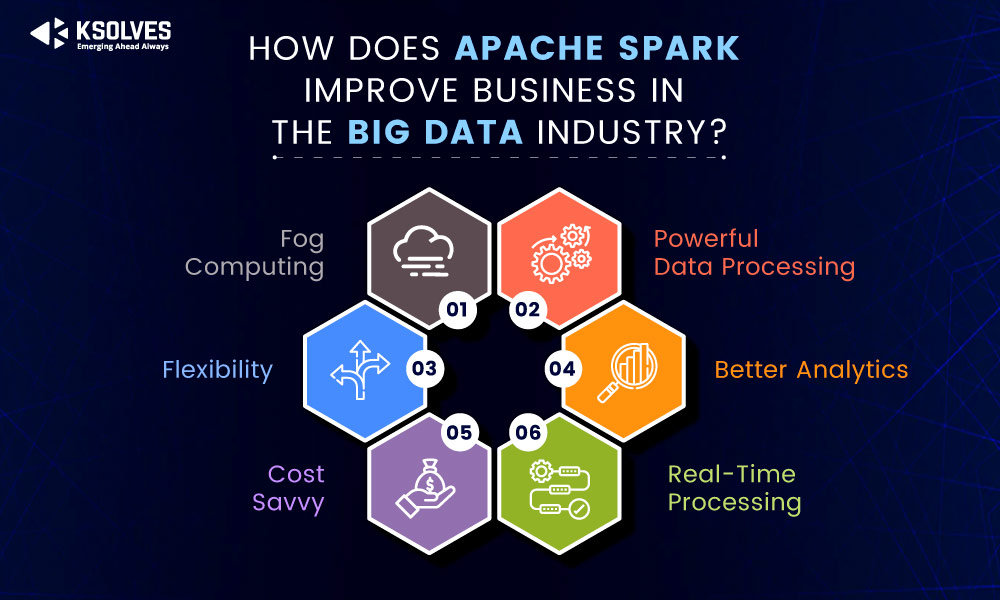 KSOLVES
Emerging Ahead Always
HOW DOES APACHE SPARK
IMPROVE BUSINESS IN
THE BIG DATA INDUSTRY?
Fog
Computing
01
02
Powerful
Data Processing
Flexibility
03
04
Better Analytics
Cost
Savvy
05
$
06
Real-Time
Processing